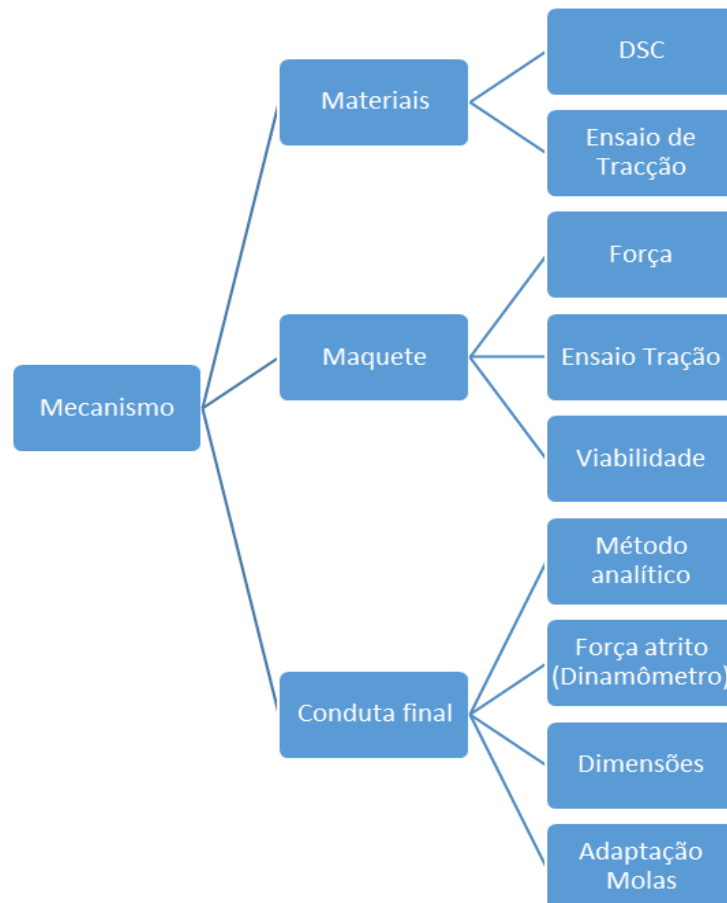 Mecanismo
Materiais
DSC
Ensaio de
Tracção
Maquete
Força
Ensaio Tração
Viabilidade
Conduta final
Método
analítico
Força atrito
(Dinamômetro)
Dimensões
Adaptação
Molas